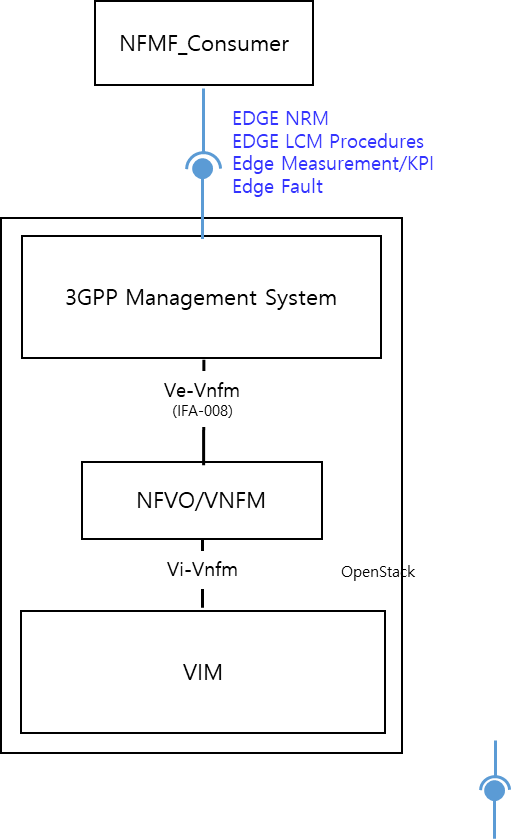 NFMF_Consumer
EDGE NRM
EDGE LCM Procedures
Edge Measurement/KPI
Edge Fault
3GPP Management System
Ve-Vnfm
(IFA-008)
NFVO/VNFM
Vi-Vnfm
OpenStack
VIM